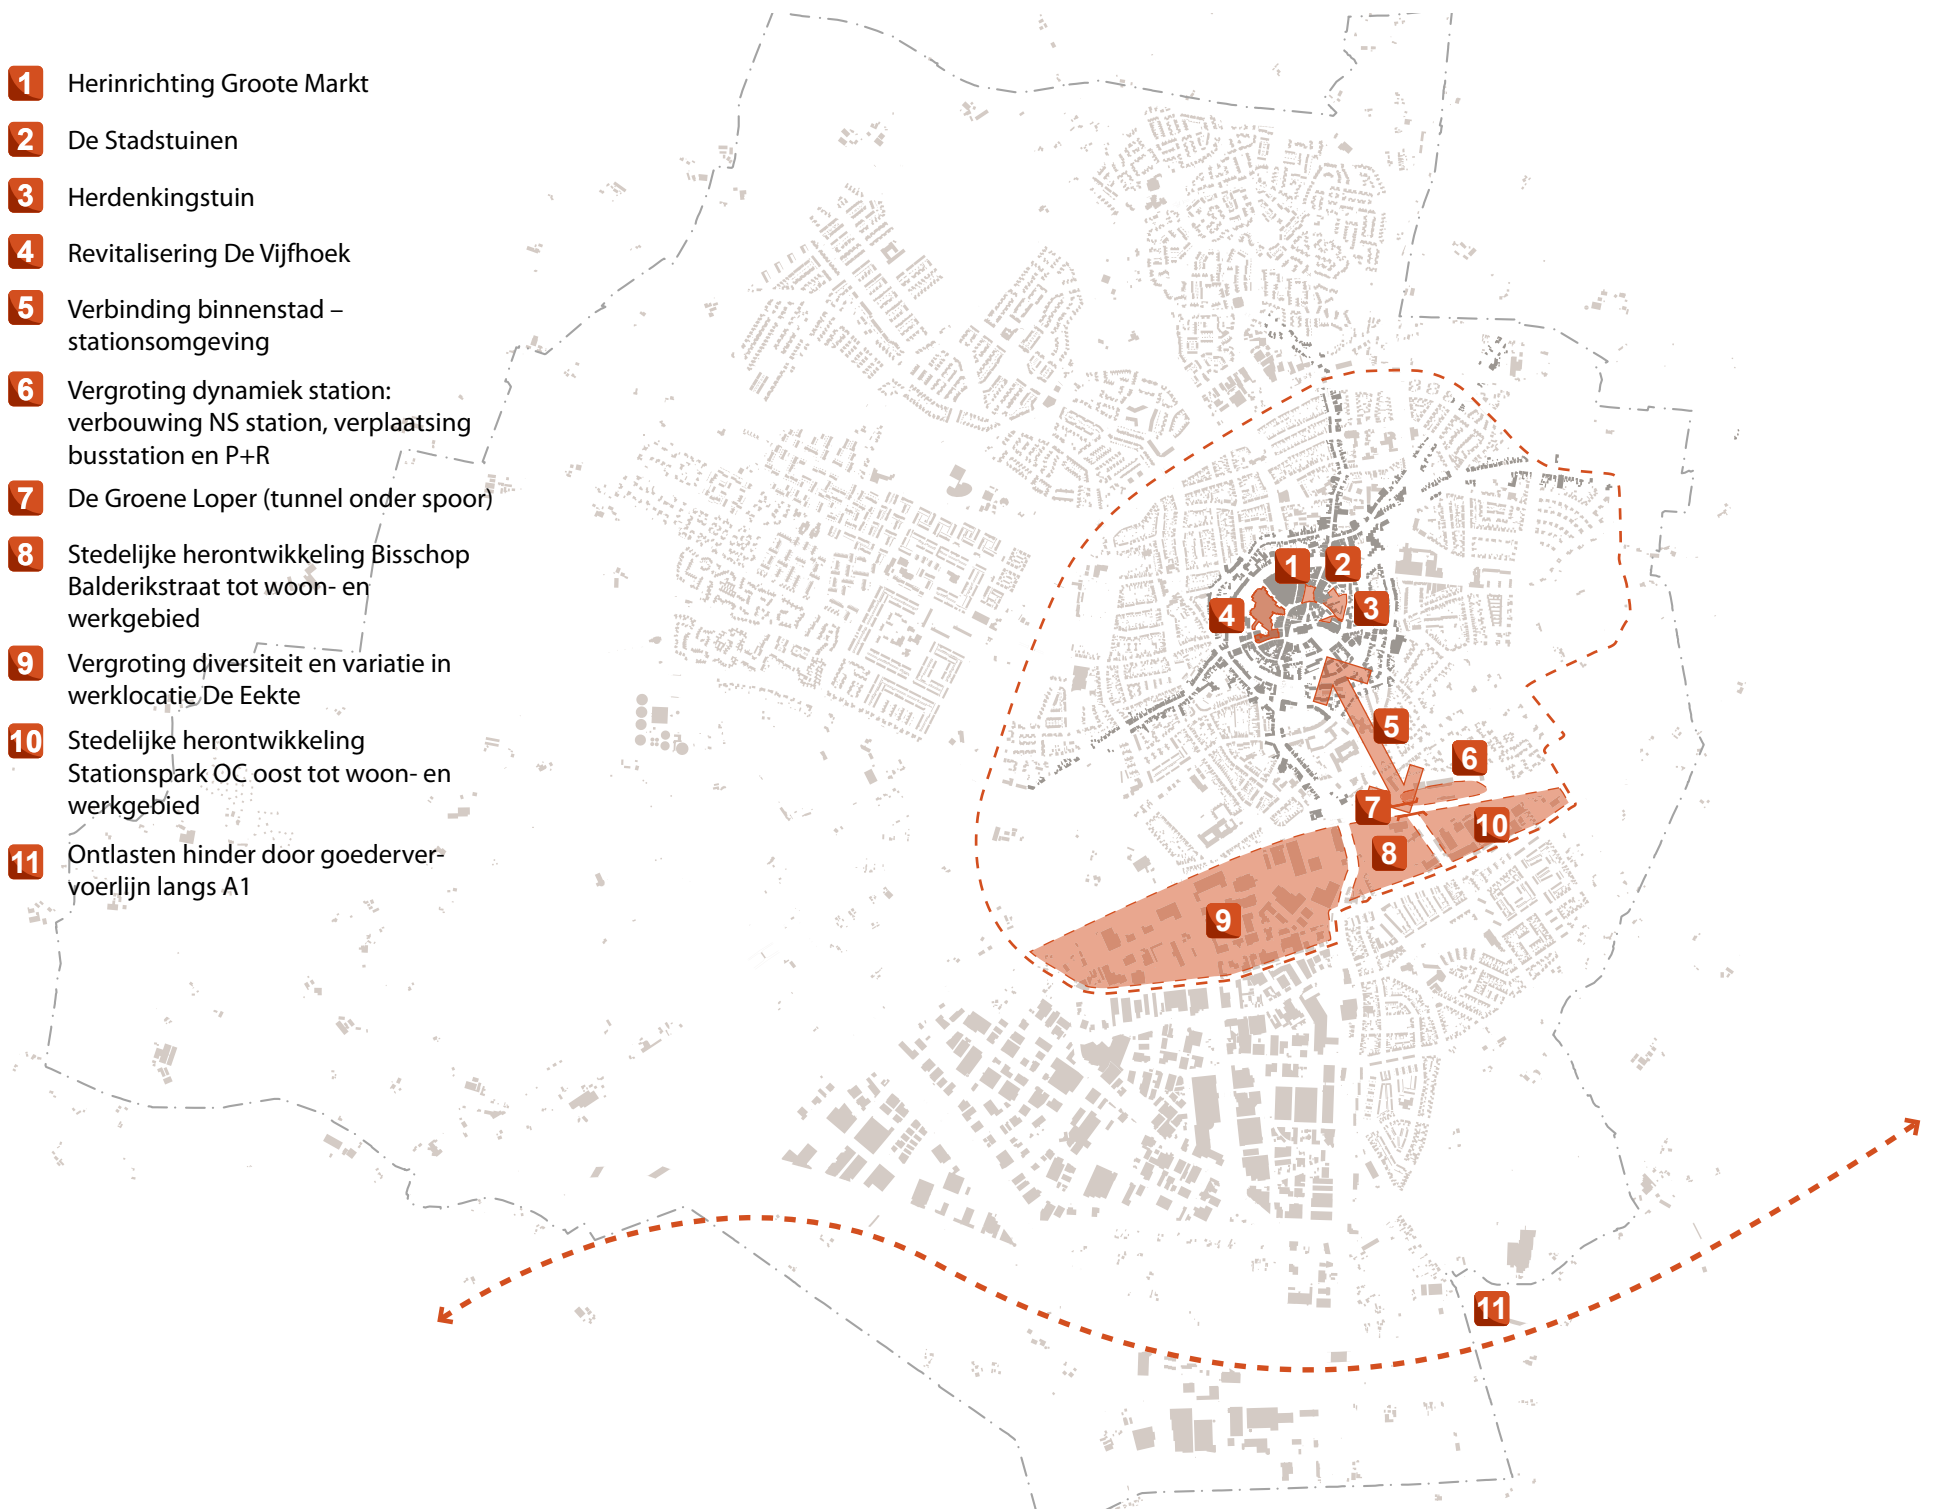 1 Herinrichting Groote Markt
2 De Stadstuinen
3 Herdenkingstuin
4 Revitalisering De Vijfhoek
5 Verbinding binnenstad –
stationsomgeving
6 Vergroting dynamiek station:
verbouwing NS station, verplaatsing
busstation en P+R
7 De Groene Loper (tunnel onder spoor)
8 Stedelijke herontwikkeling Bisschop
Balderikstraat tot woon- en
werkgebied
9 Vergroting diversiteit en variatie in
werklocatie De Eekte
10 Stedelijke herontwikkeling
Stationspark OC oost tot woon- en
werkgebied
11 Ontlasten hinder door goederver-
voerlijn langs A1
1
2
3
4
5
6
7
8
9
10
11